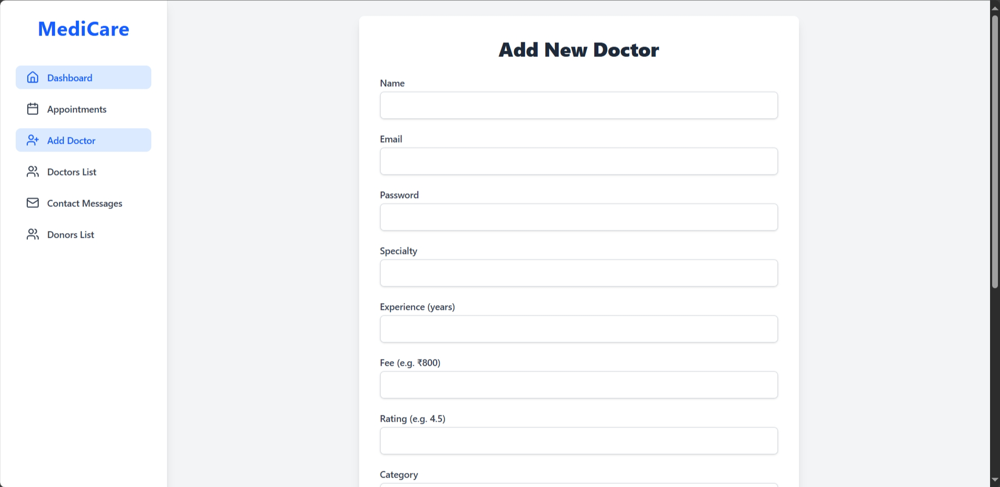 MediCare
Dashboard
Appointments
Add Doctor
Doctors List
Contact Messages
Donors List
Add New Doctor
Name
Email
Password
Specialty
Experience (years)
Fee (e.g. ₹800)
Rating (e.g. 4.5)
Category